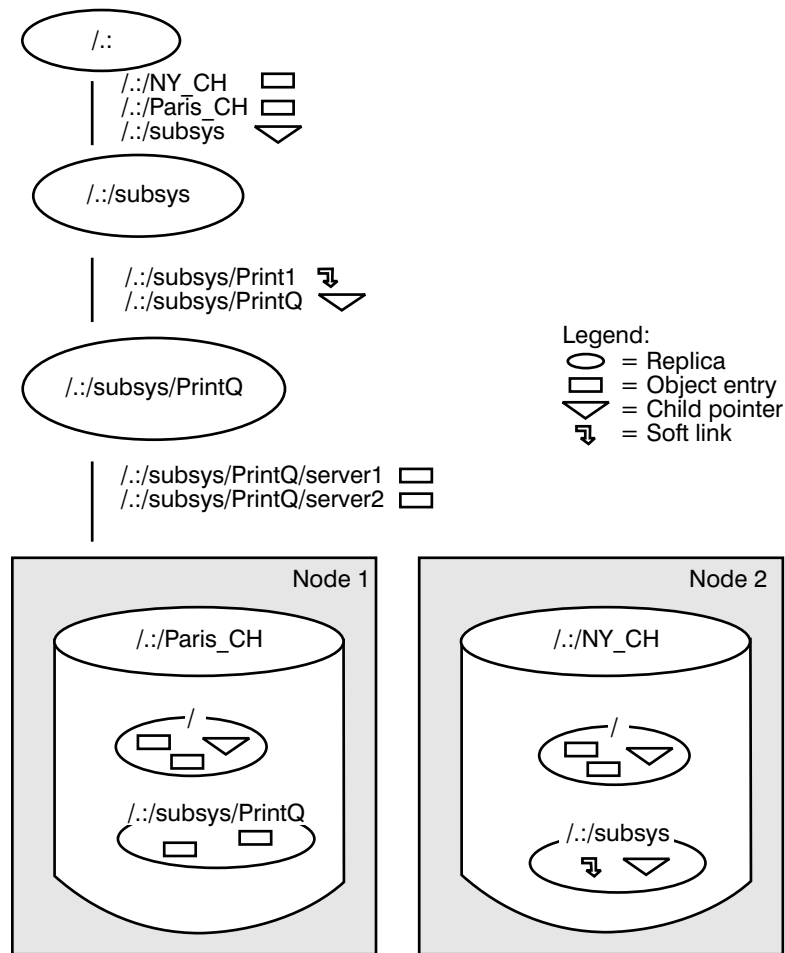 /.:
/.:/NY_CH
/.:/Paris_CH
/.:/subsys
/.:/subsys
/.:/subsys/Print1
/.:/subsys/PrintQ
/.:/subsys/PrintQ
Legend:
= Replica
= Object entry
= Child pointer
= Soft link
/.:/subsys/PrintQ/server1
/.:/subsys/PrintQ/server2
Node 1
/.:/Paris_CH
/
/.:/subsys/PrintQ
Node 2
/.:/NY_CH
/
/.:/subsys